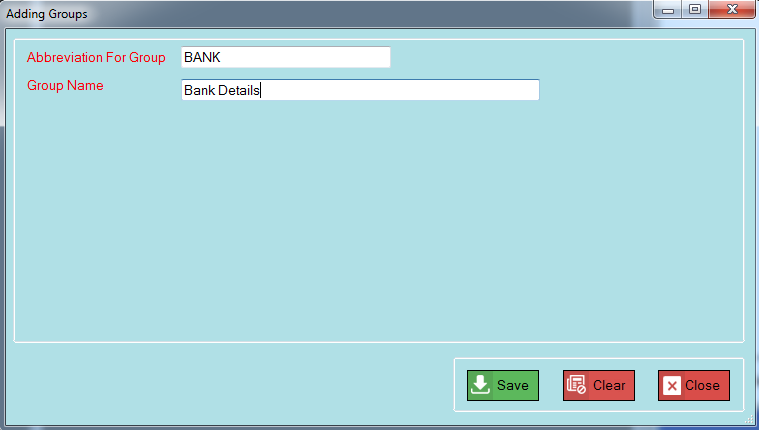 Adding Groups
Abbreviation For Group BANK
Group Name Bank Details
Save Clear Close